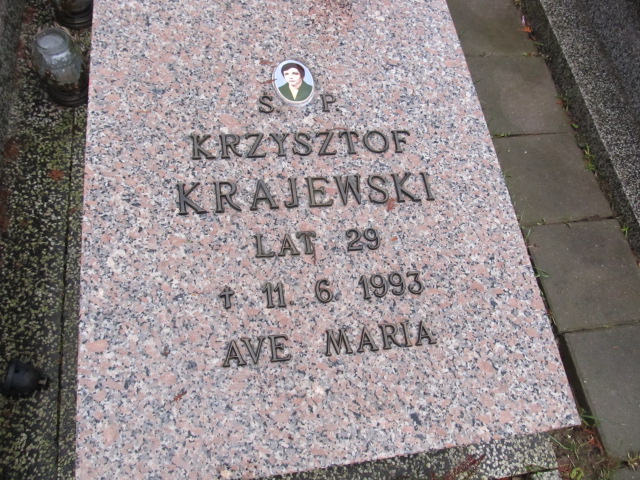 Ś. P.
KRZYSZTOF
KRAJEWSKI
LAT 29
† 11 6 1993
AVE MARIA